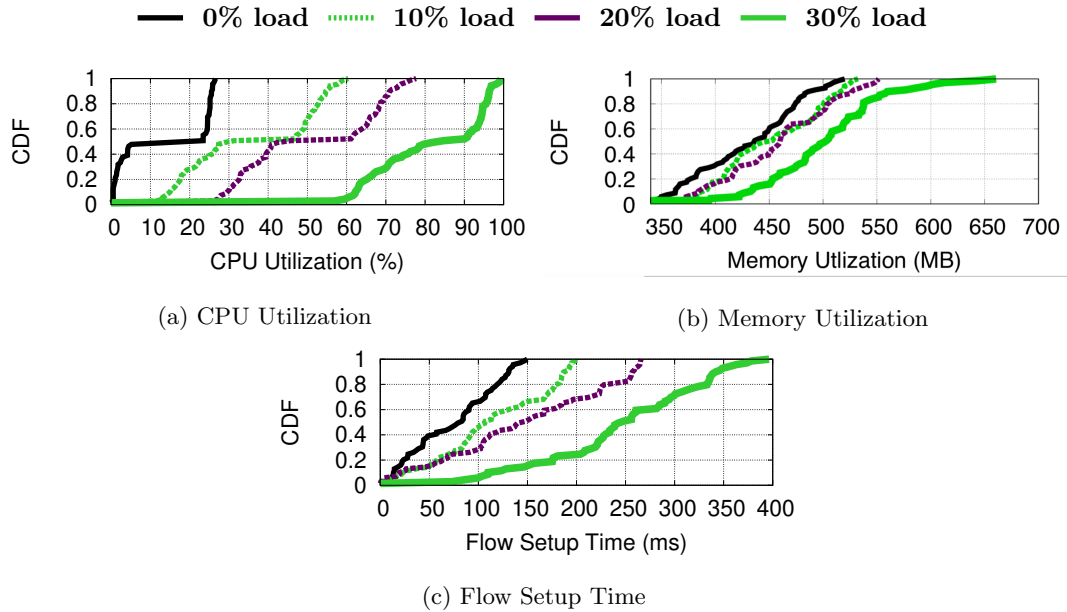 0% load 10% load 20% load 30% load
1
0.8
0.6
0.4
0.2
0
CDF
0 10 20 30 40 50 60 70 80 90 100
CPU Utilization (%)
(a) CPU Utilization
1
0.8
0.6
0.4
0.2
0
CDF
350 400 450 500 550 600 650 700
Memory Utlization (MB)
(b) Memory Utilization
1
0.8
0.6
0.4
0.2
0
CDF
0 50 100 150 200 250 300 350 400
Flow Setup Time (ms)
(c) Flow Setup Time